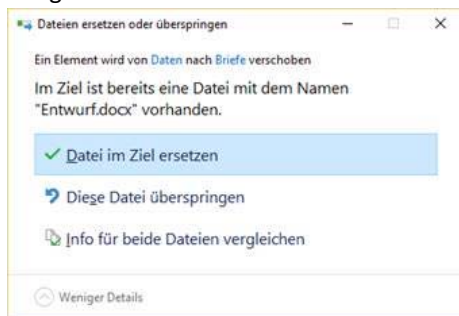 Dateien ersetzen oder überspringen
Ein Element wird von Daten nach Briefe verschoben
Im Ziel ist bereits eine Datei mit dem Namen
"Entwurf.docx" vorhanden.
Datei im Ziel ersetzen
Diese Datei überspringen
Info für beide Dateien vergleichen
Weniger Details